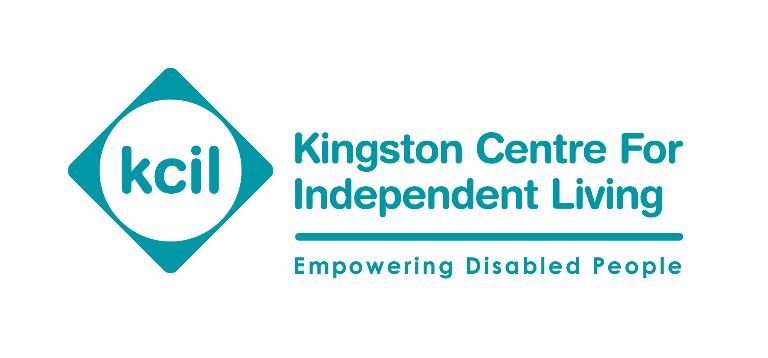 kcil
Kingston Centre For
Independent Living
Empowering Disabled People